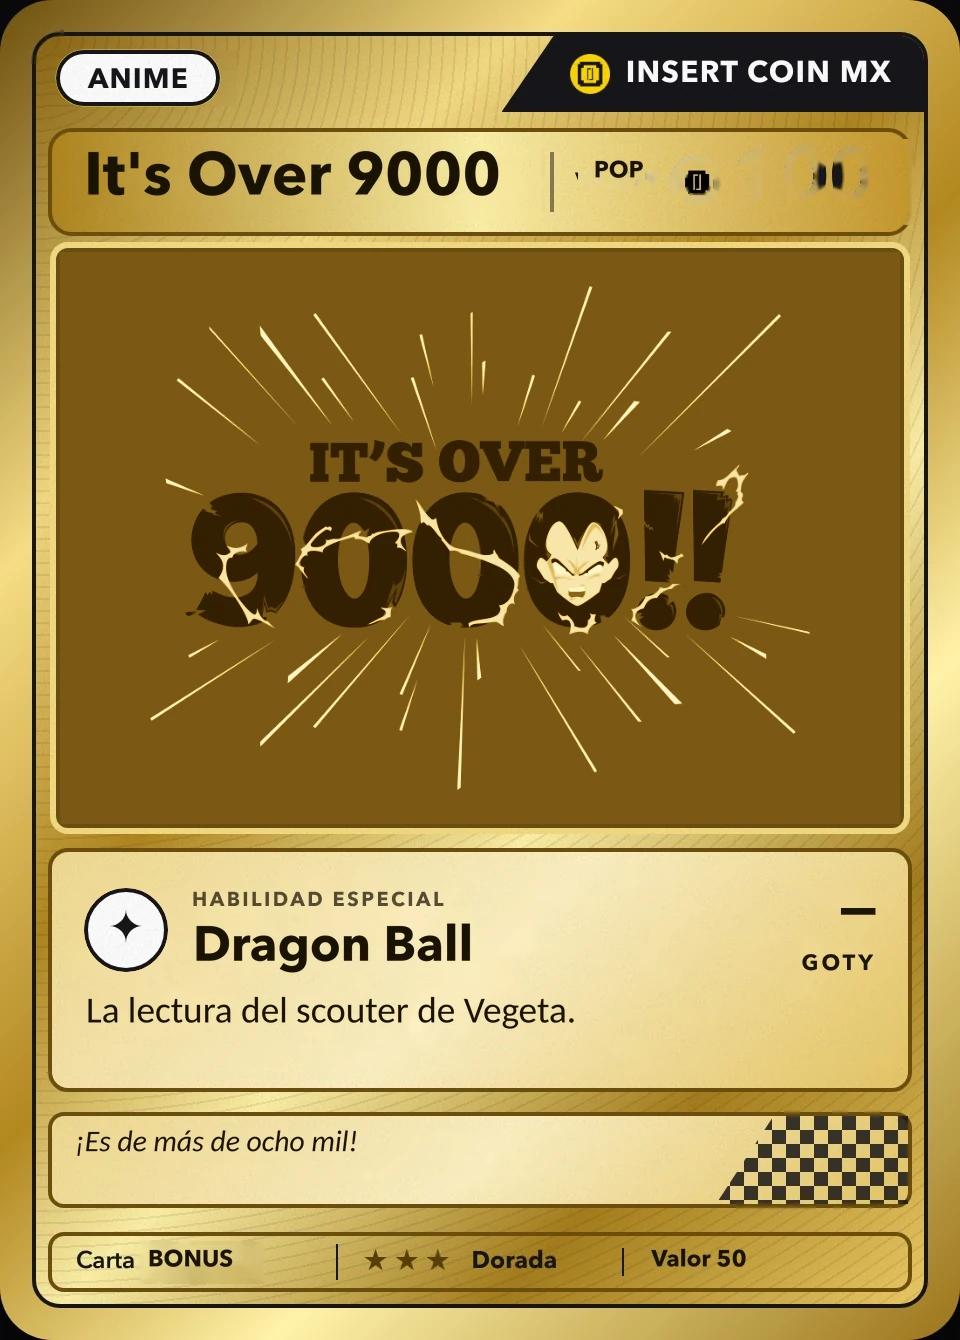 ANIME
INSERT COIN MX
It's Over 9000
POP
IT'S OVER
9000!!
HABILIDAD ESPECIAL
Dragon Ball
—
GOTY
La lectura del scouter de Vegeta.
¡Es de más de ocho mil!
Carta BONUS
★★★ Dorada
Valor 50